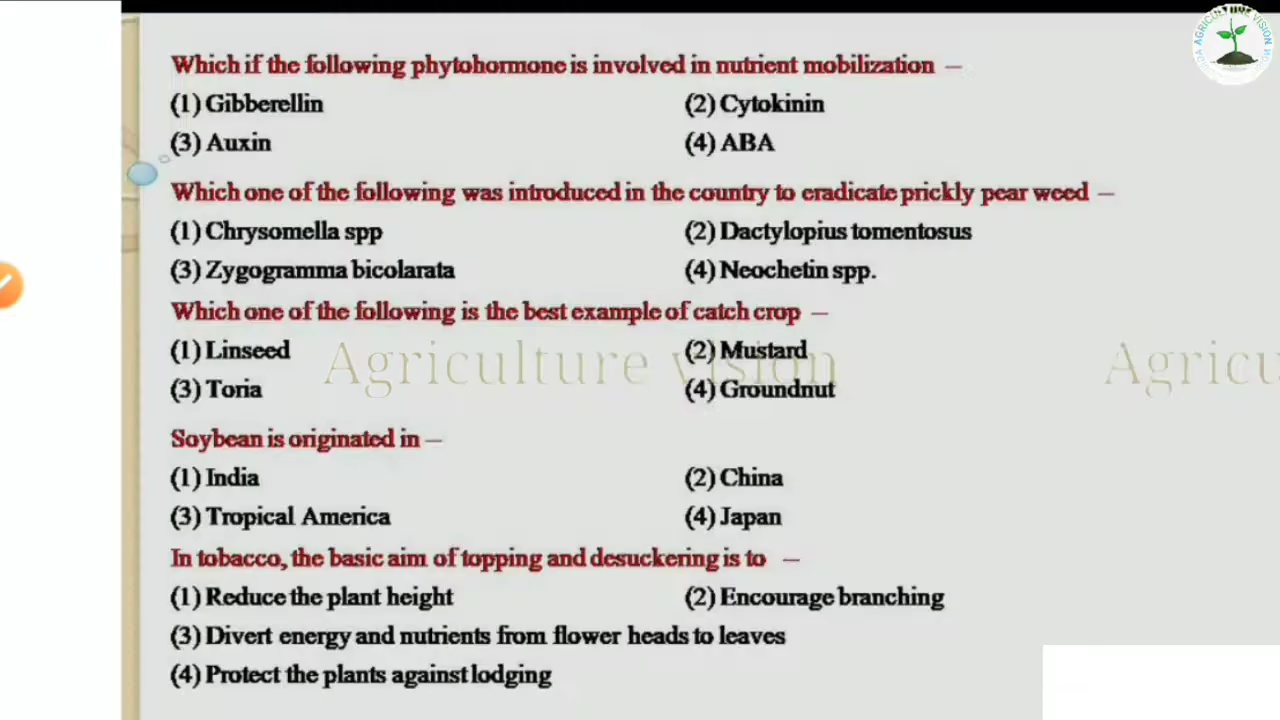 AGRICULTURE VISION
Which if the following phytohormone is involved in nutrient mobilization –
(1) Gibberellin (2) Cytokinin
(3) Auxin (4) ABA
Which one of the following was introduced in the country to eradicate prickly pear weed –
(1) Chrysomella spp (2) Dactylopius tomentosus
(3) Zygogramma bicolarata (4) Neochetin spp.
Which one of the following is the best example of catch crop –
(1) Linseed (2) Mustard
Agriculture vision Agricu
(3) Toria (4) Groundnut
Soybean is originated in –
(1) India (2) China
(3) Tropical America (4) Japan
In tobacco, the basic aim of topping and desuckering is to –
(1) Reduce the plant height (2) Encourage branching
(3) Divert energy and nutrients from flower heads to leaves
(4) Protect the plants against lodging